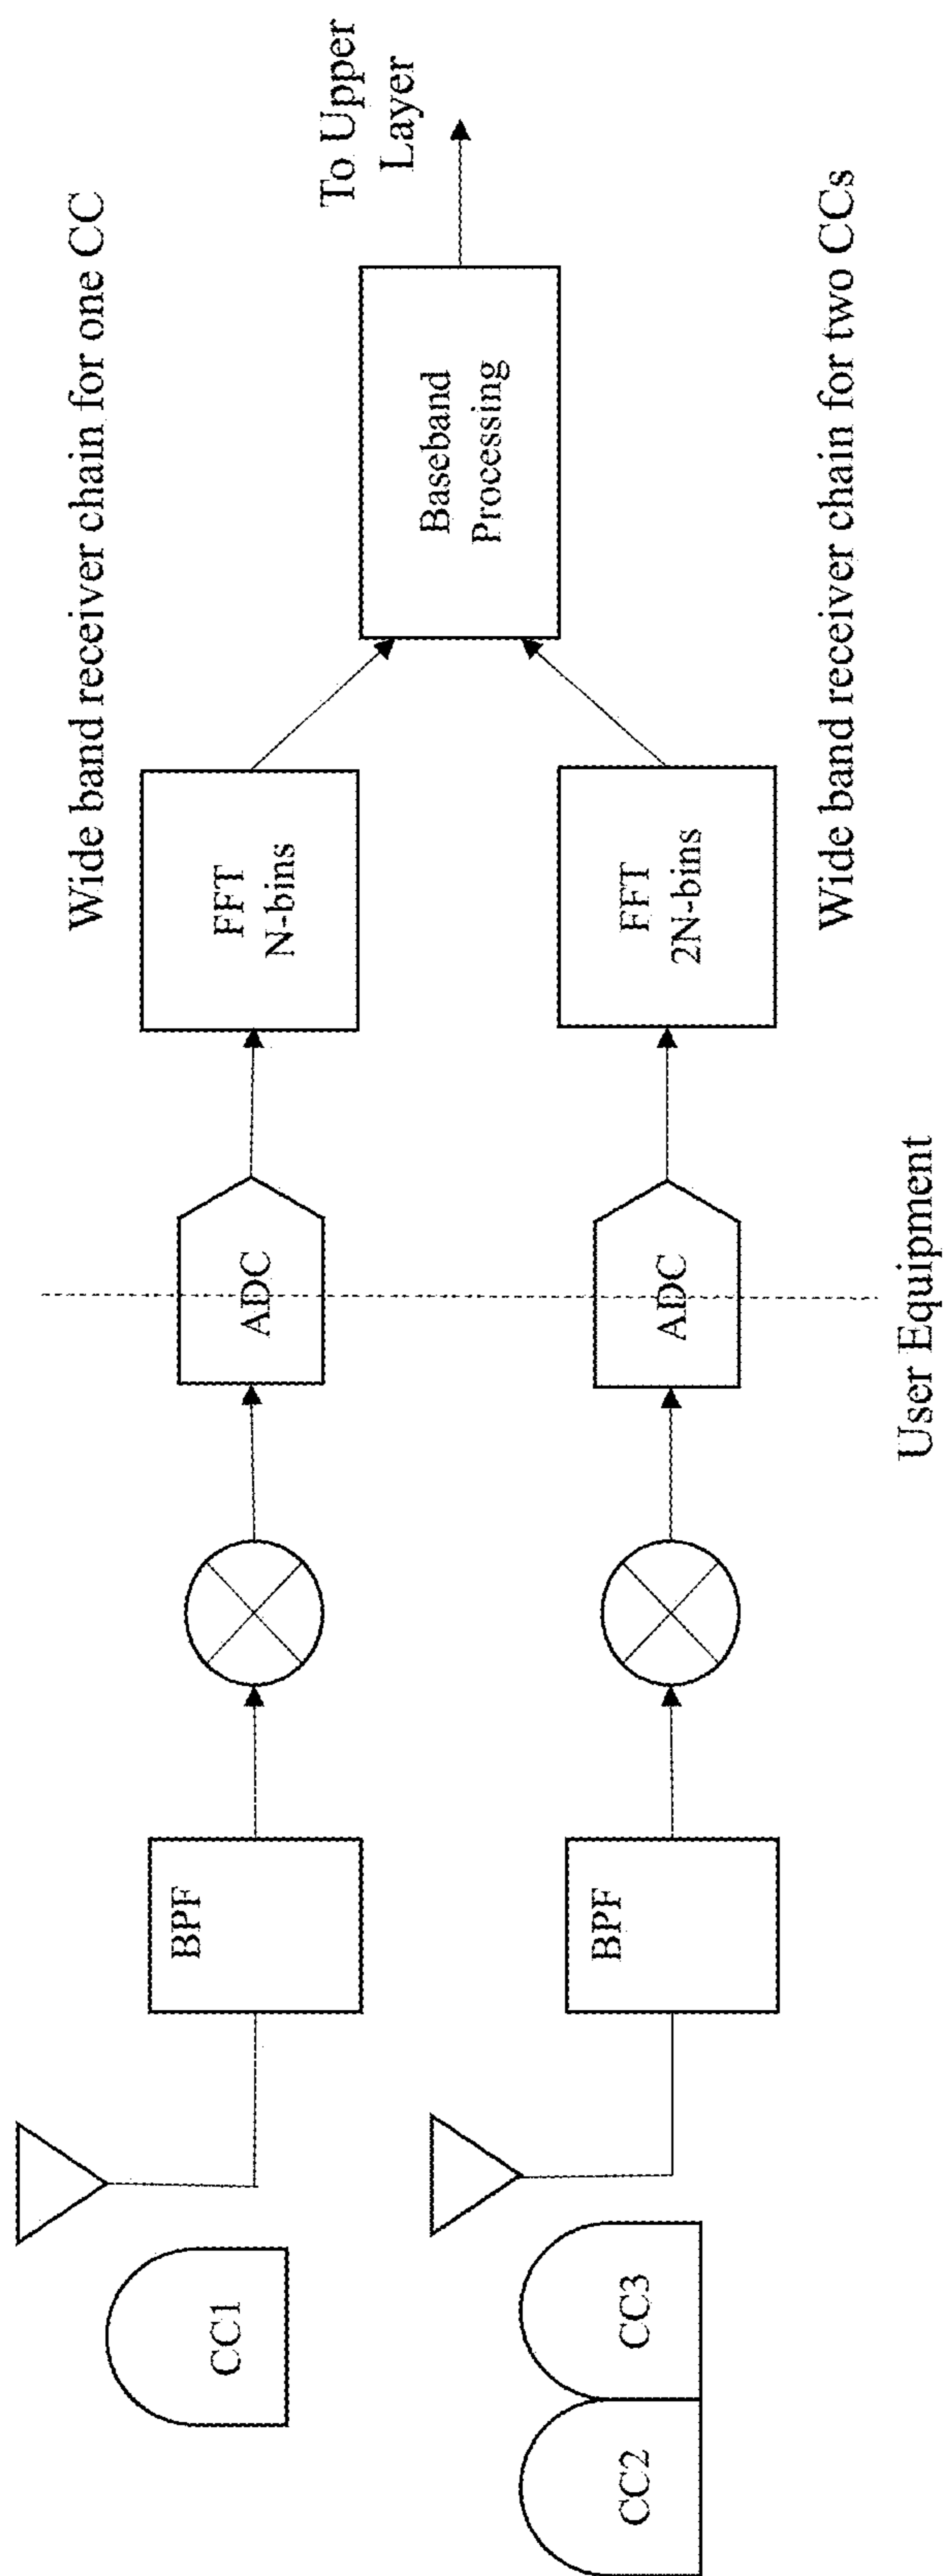 Wide band receiver chain for one CC
CC1
BPF
ADC
FFT
N-bins
Baseband
Processing
To Upper
Layer
CC2
CC3
BPF
ADC
FFT
2N-bins
Wide band receiver chain for two CCs
User Equipment